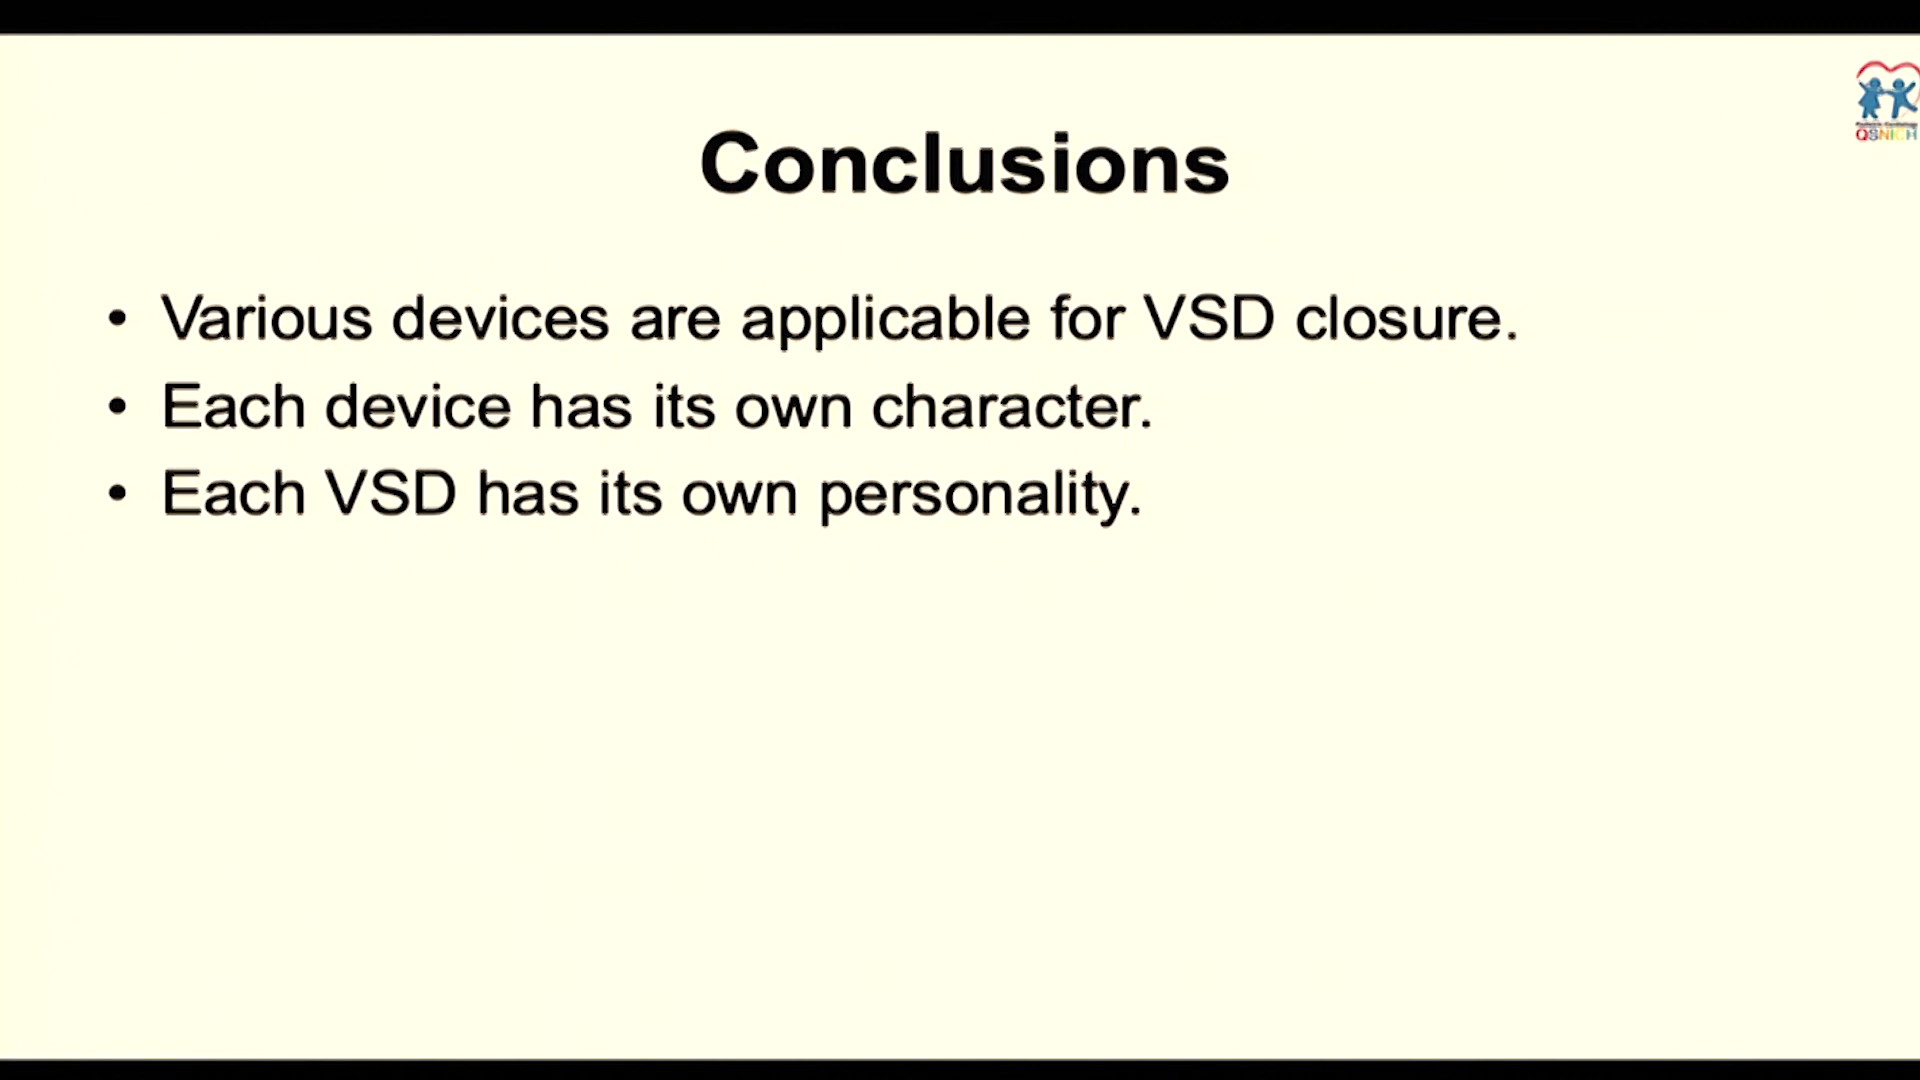 Conclusions
• Various devices are applicable for VSD closure.
• Each device has its own character.
• Each VSD has its own personality.
QSNICH